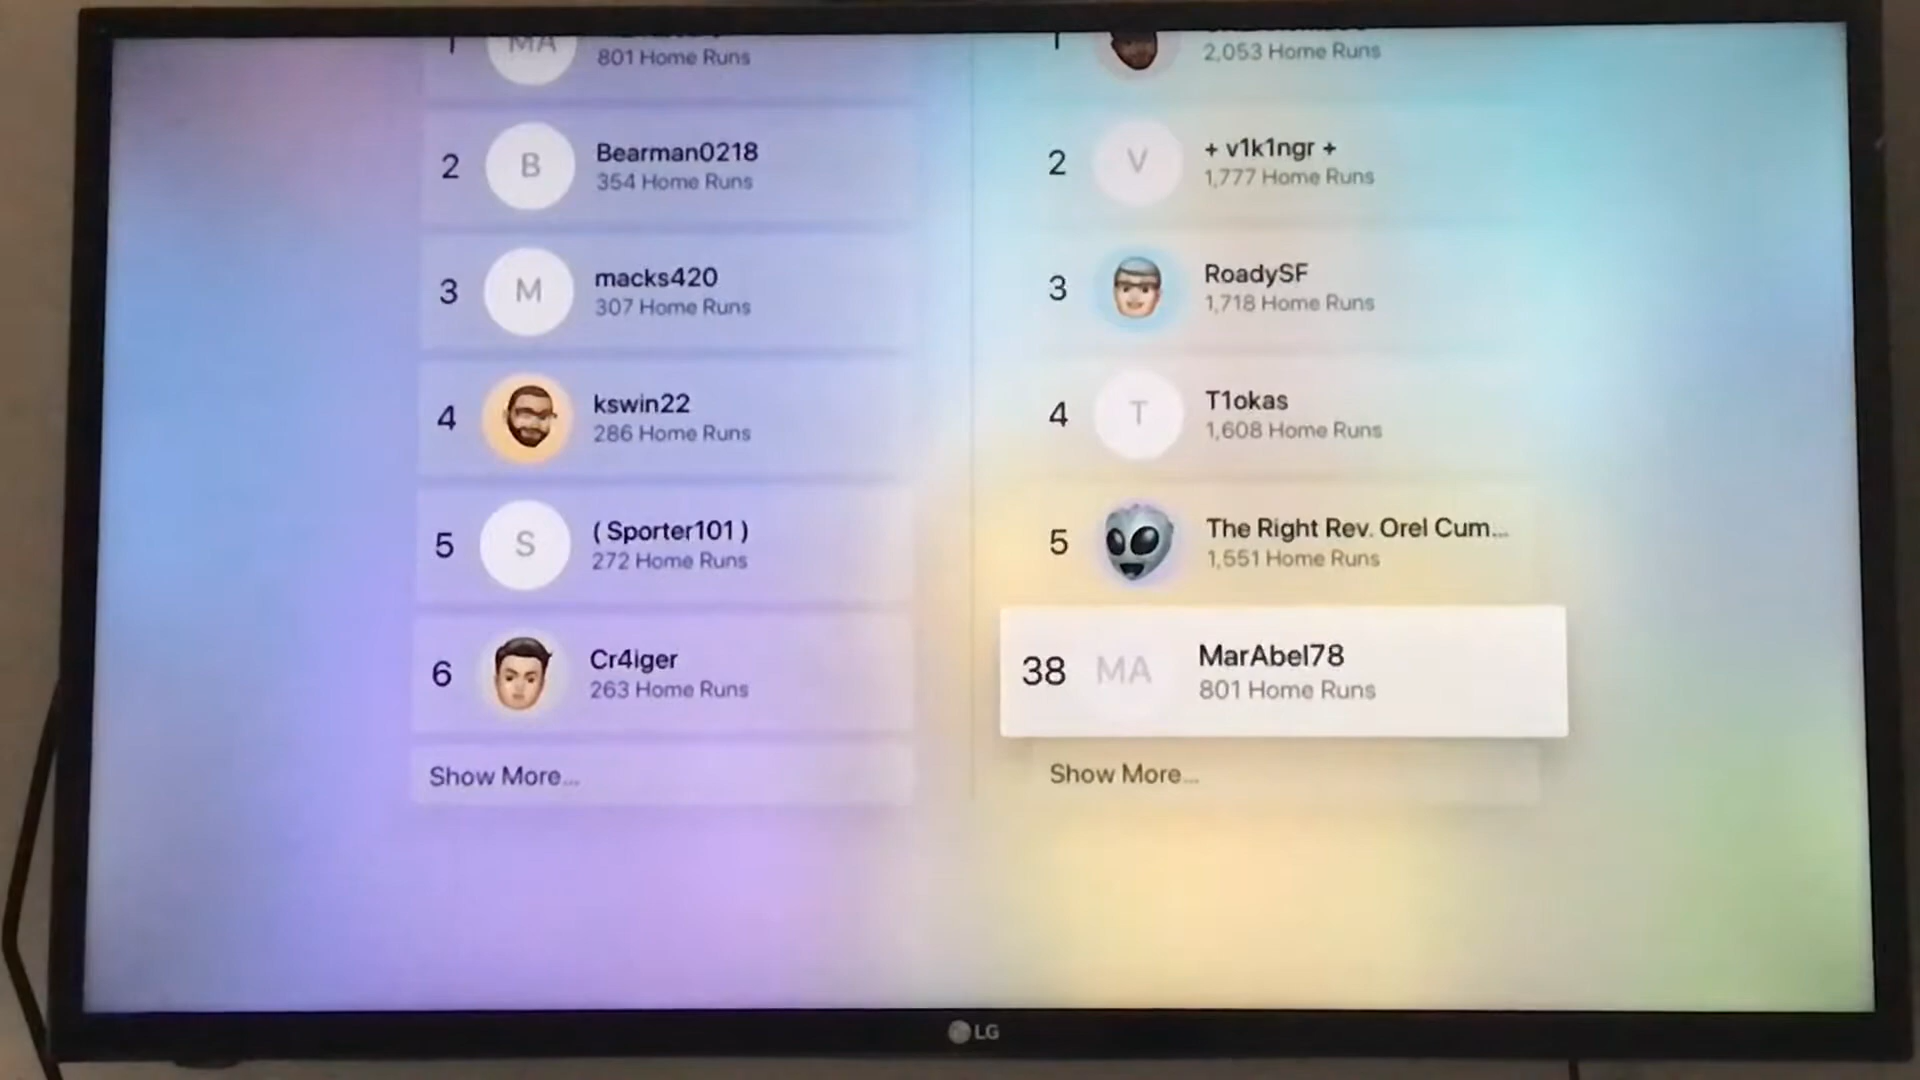 1
MA
801 Home Runs
2
B
Bearman0218
354 Home Runs
3
M
macks420
307 Home Runs
4
kswin22
286 Home Runs
5
S
( Sporter101 )
272 Home Runs
6
Cr4iger
263 Home Runs
Show More...
1
2,053 Home Runs
2
V
+ v1k1ngr +
1,777 Home Runs
3
RoadySF
1,718 Home Runs
4
T
T1okas
1,608 Home Runs
5
The Right Rev. Orel Cum...
1,551 Home Runs
38
MA
MarAbel78
801 Home Runs
Show More...
LG